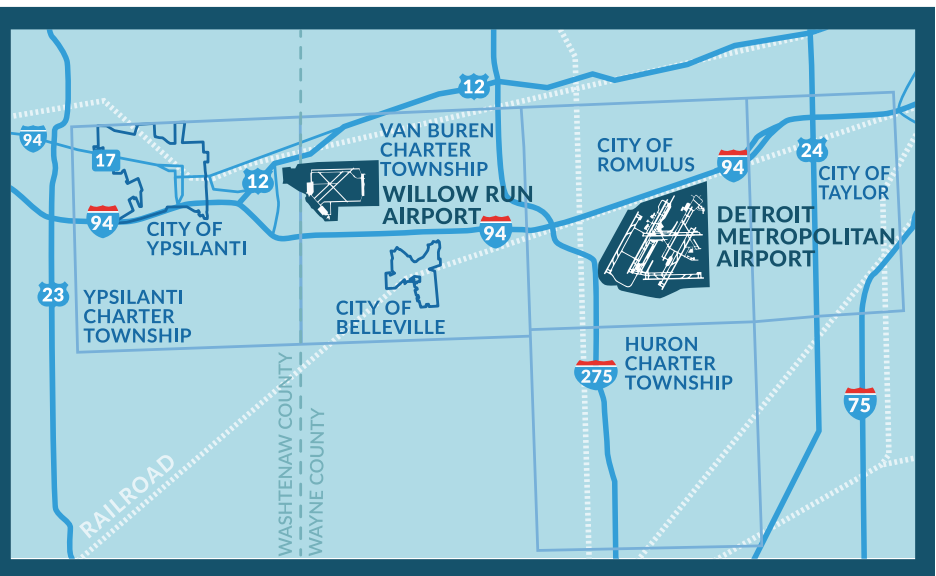 12
94
17
12
VAN BUREN
CHARTER
TOWNSHIP
WILLOW RUN
AIRPORT
CITY OF
ROMULUS
94
24
CITY OF
TAYLOR
94
CITY OF
YPSILANTI
94
DETROIT
METROPOLITAN
AIRPORT
23
YPSILANTI
CHARTER
TOWNSHIP
CITY OF
BELLEVILLE
HURON
CHARTER
TOWNSHIP
275
75
RAILROAD
WASHTENAW COUNTY
WAYNE COUNTY